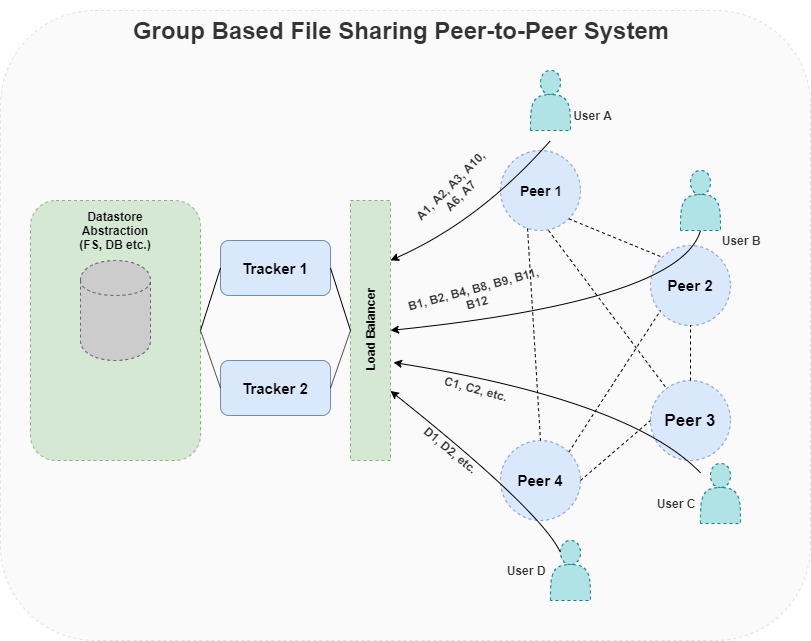 Group Based File Sharing Peer-to-Peer System
User A
A1, A2, A3, A10,
A6, A7
Peer 1
Datastore
Abstraction
(FS, DB etc.)
User B
Tracker 1
B1, B2, B4, B8, B9, B11,
B12
Peer 2
Load Balancer
Tracker 2
C1, C2, etc.
Peer 3
D1, D2, etc.
Peer 4
User C
User D